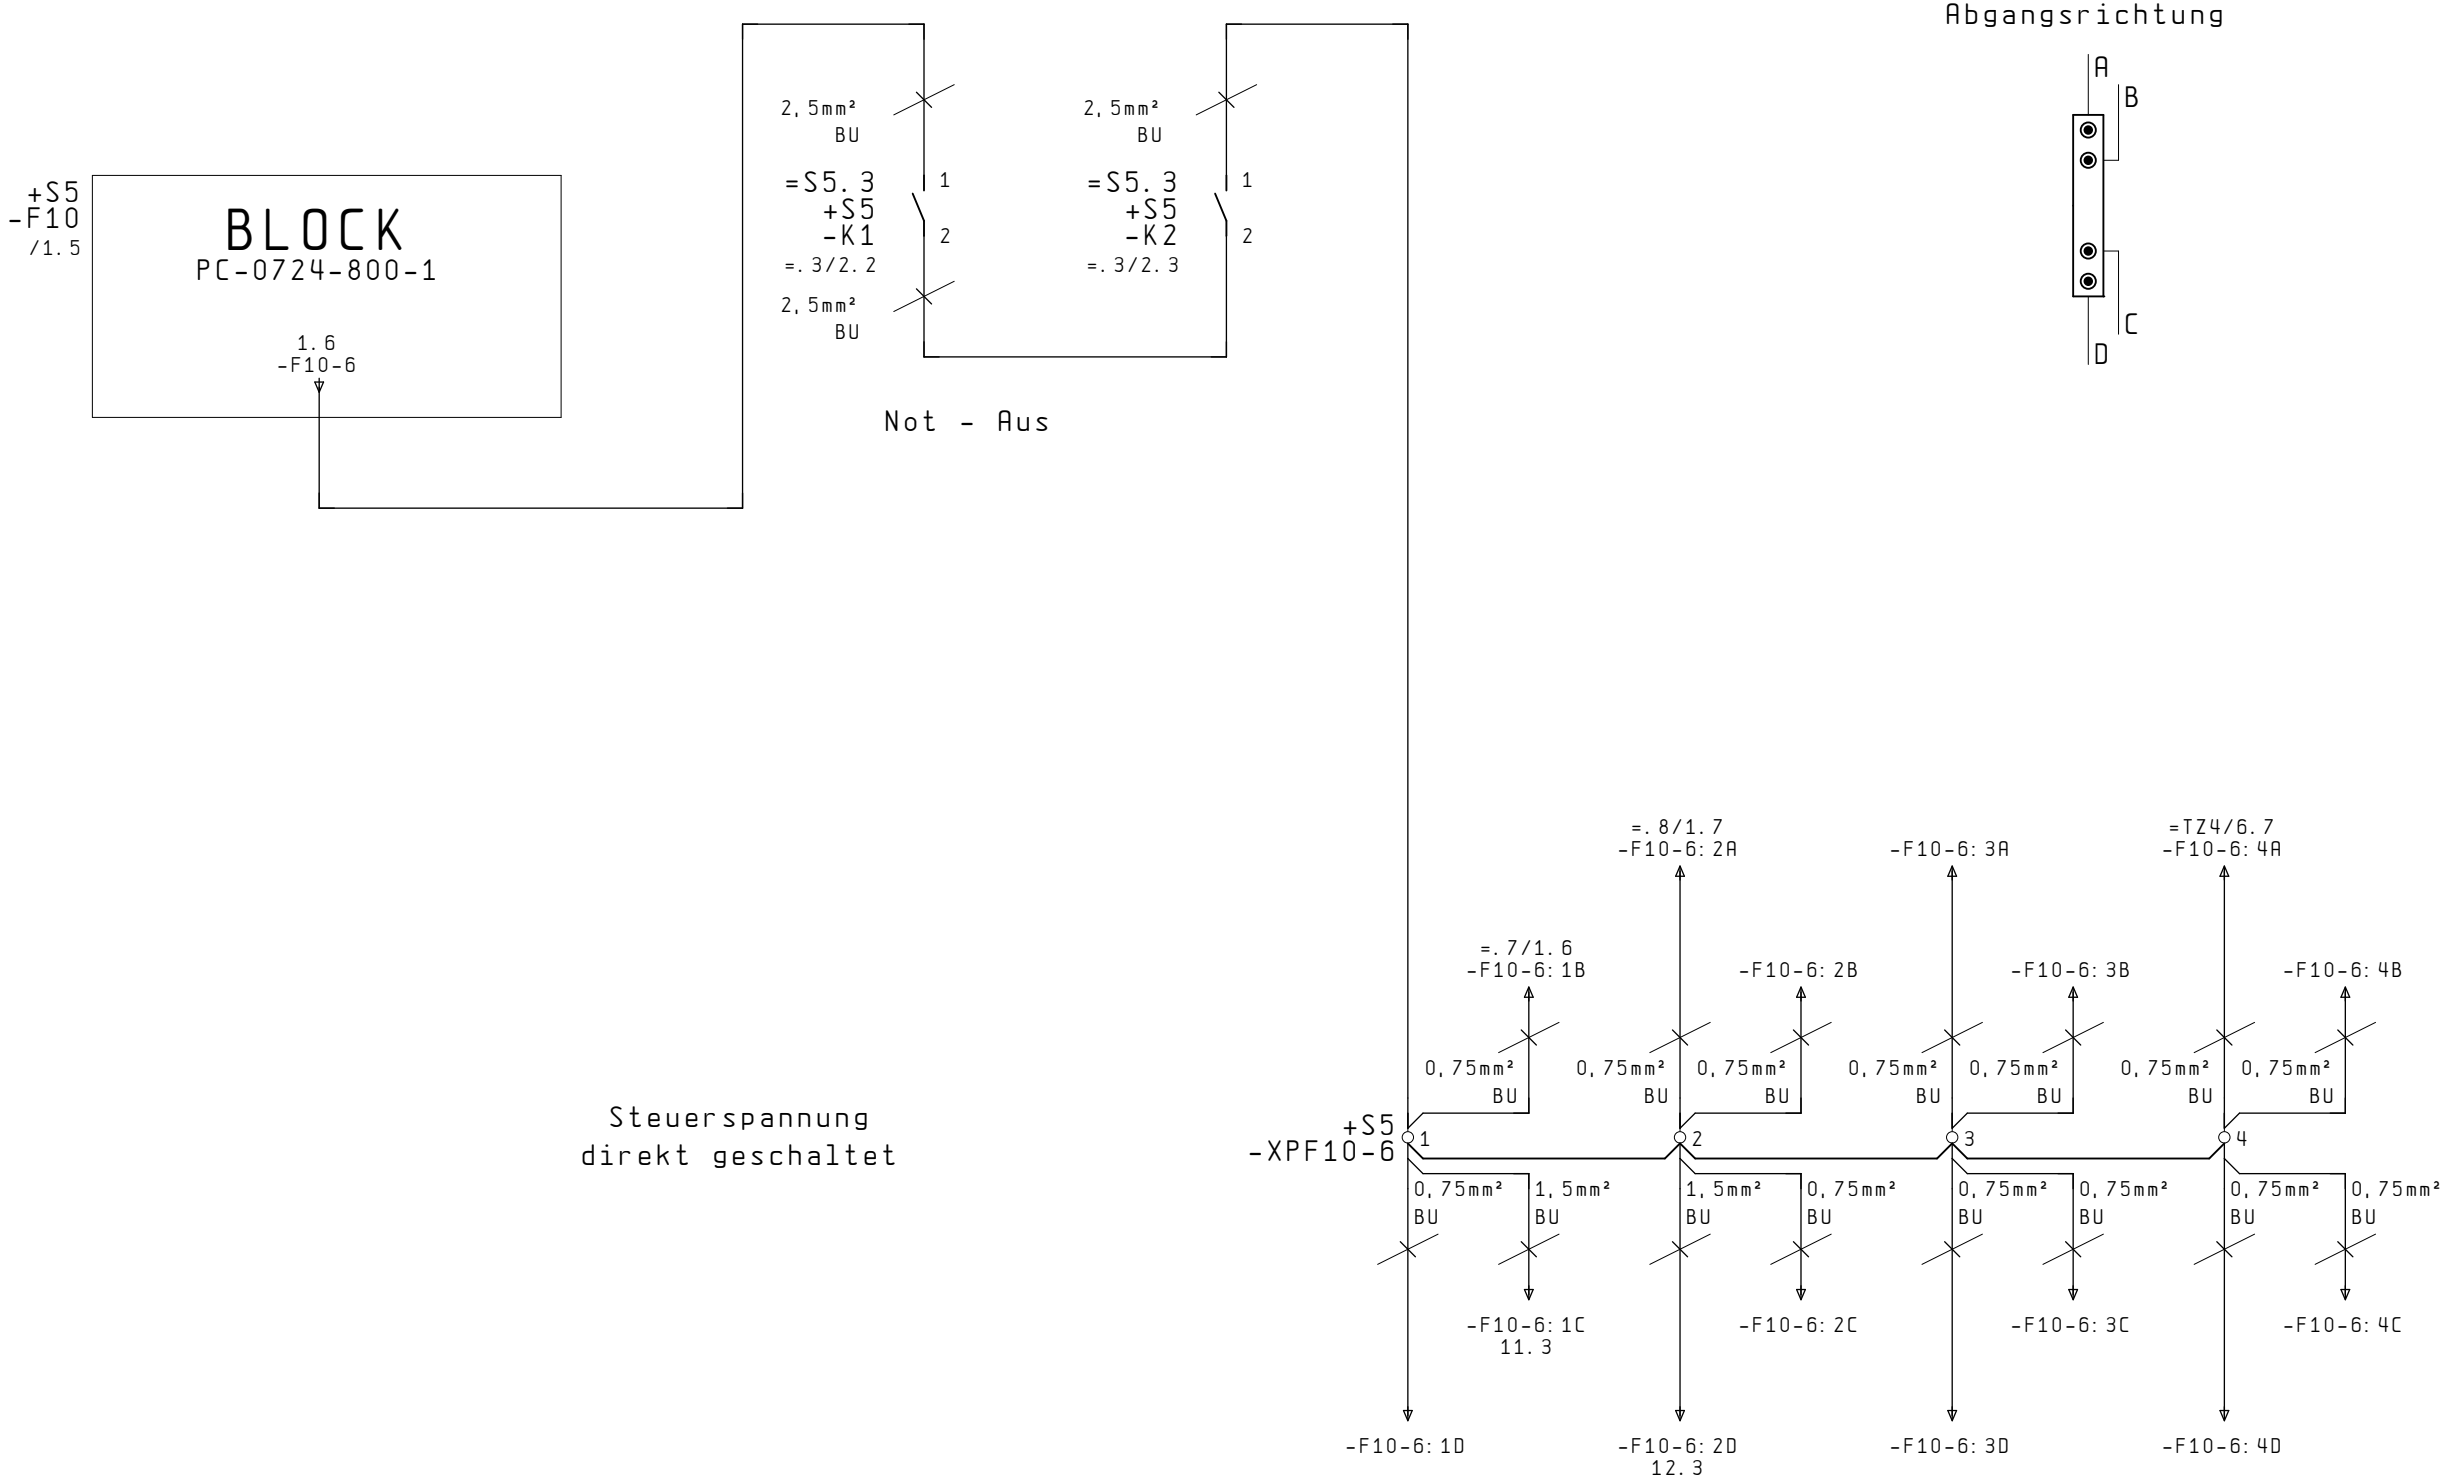 Abgangsrichtung
A
B
C
D
+S5
-F10
/1.5
BLOCK
PC-0724-800-1
1.6
-F10-6
2,5mm²
BU
=S5.3
+S5
-K1
=.3/2.2
1
2
2,5mm²
BU
2,5mm²
BU
=S5.3
+S5
-K2
=.3/2.3
1
2
Not - Aus
Steuerspannung
direkt geschaltet
=.8/1.7
-F10-6:2A
-F10-6:3A
=TZ4/6.7
-F10-6:4A
=.7/1.6
-F10-6:1B
-F10-6:2B
-F10-6:3B
-F10-6:4B
0,75mm² 0,75mm² 0,75mm² 0,75mm² 0,75mm² 0,75mm² 0,75mm²
BU BU BU BU BU BU BU
+S5
-XPF10-6
1 2 3 4
0,75mm² 1,5mm² 1,5mm² 0,75mm² 0,75mm² 0,75mm² 0,75mm² 0,75mm²
BU BU BU BU BU BU BU BU
-F10-6:1C
11.3
-F10-6:2C
-F10-6:3C
-F10-6:4C
-F10-6:1D
-F10-6:2D
12.3
-F10-6:3D
-F10-6:4D